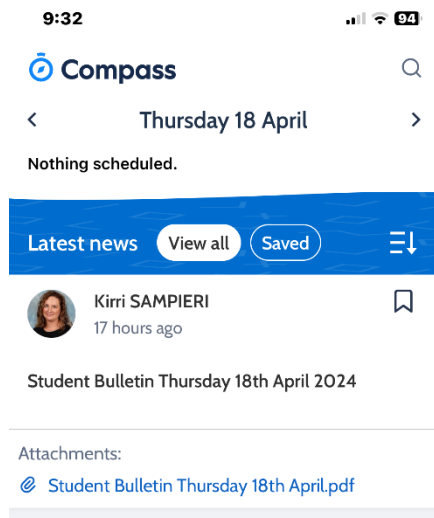 9:32
94
Compass
Thursday 18 April
Nothing scheduled.
Latest news View all Saved
Kirri SAMPIERI
17 hours ago
Student Bulletin Thursday 18th April 2024
Attachments:
Student Bulletin Thursday 18th April.pdf